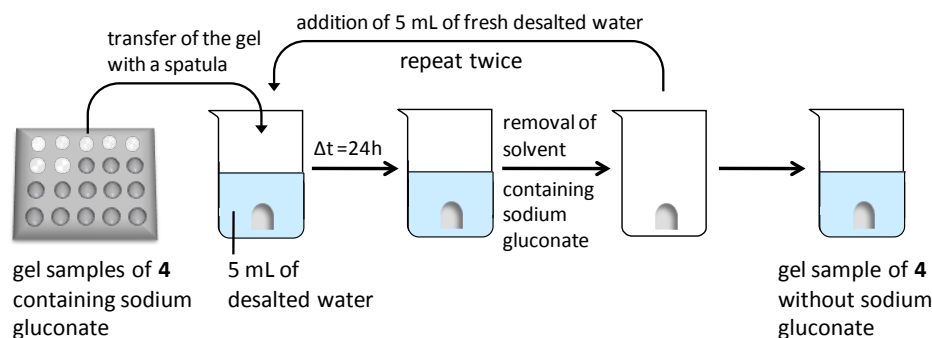 addition of 5 mL of fresh desalted water
repeat twice
transfer of the gel
with a spatula
Δt =24h
removal of
solvent
containing
sodium
gluconate
gel samples of 4
containing sodium
gluconate
5 mL of
desalted water
gel sample of 4
without sodium
gluconate